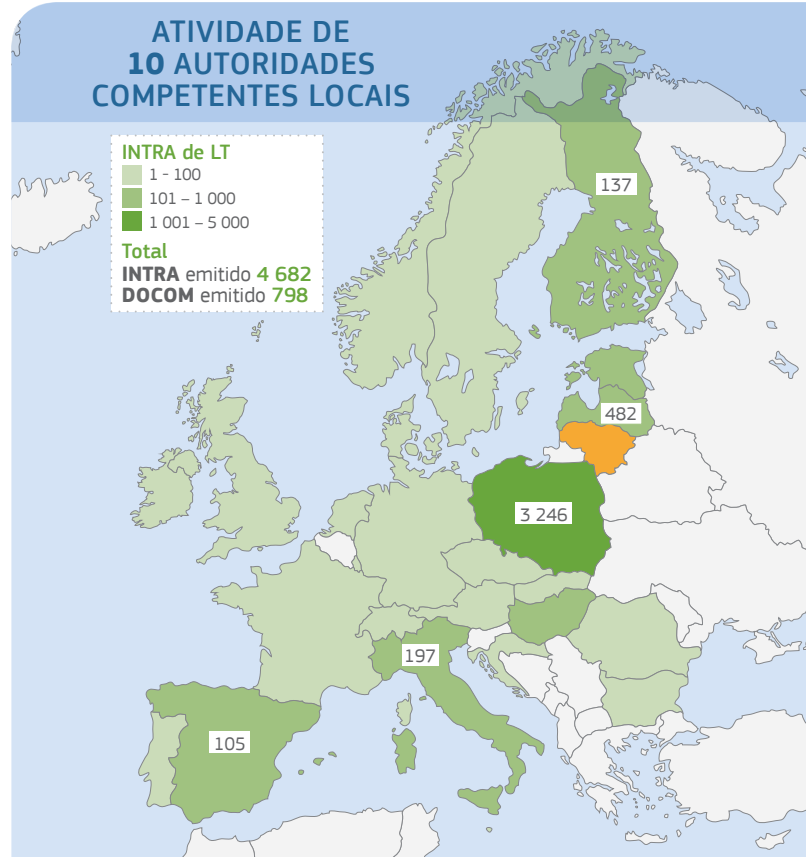 ATIVIDADE DE
10 AUTORIDADES
COMPETENTES LOCAIS
INTRA de LT
1 - 100
101 – 1 000
1 001 – 5 000
Total
INTRA emitido 4 682
DOCOM emitido 798
137
482
3 246
197
105